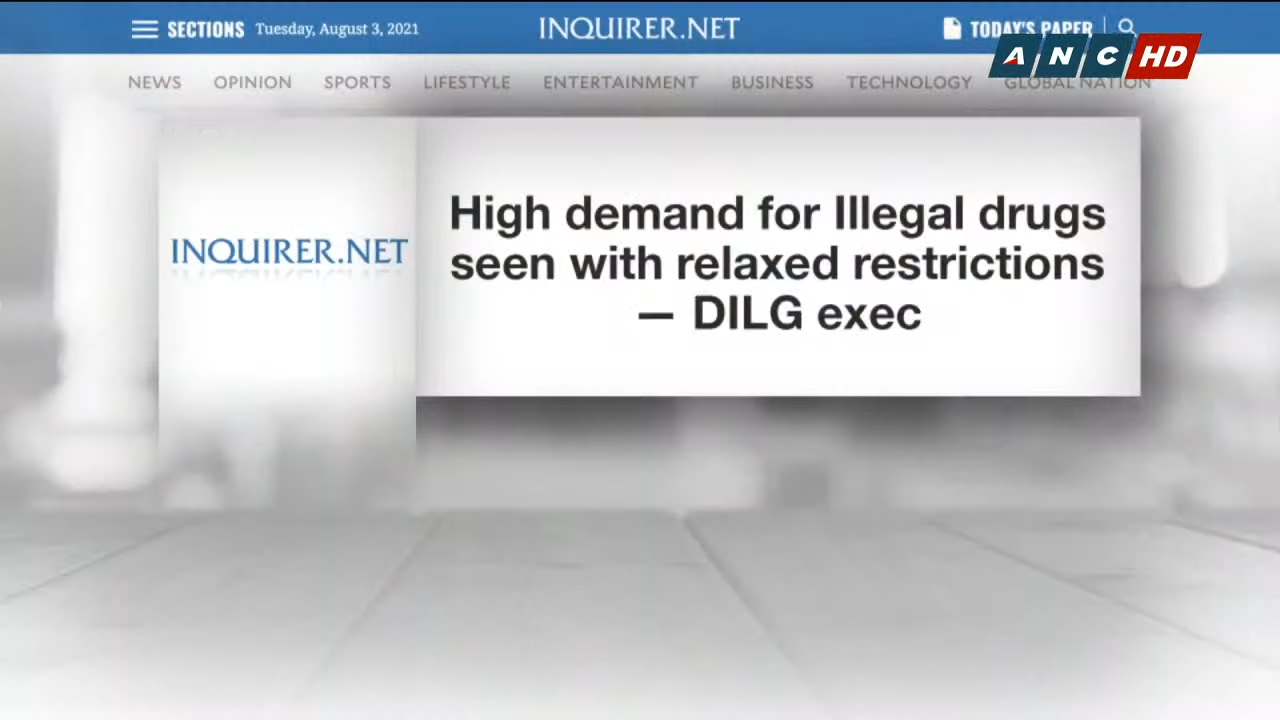 SECTIONS Tuesday, August 3, 2021 INQUIRER.NET TODAY'S PAPER
ANC HD
NEWS OPINION SPORTS LIFESTYLE ENTERTAINMENT BUSINESS TECHNOLOGY GLOBAL NATION
INQUIRER.NET
High demand for Illegal drugs
seen with relaxed restrictions
— DILG exec